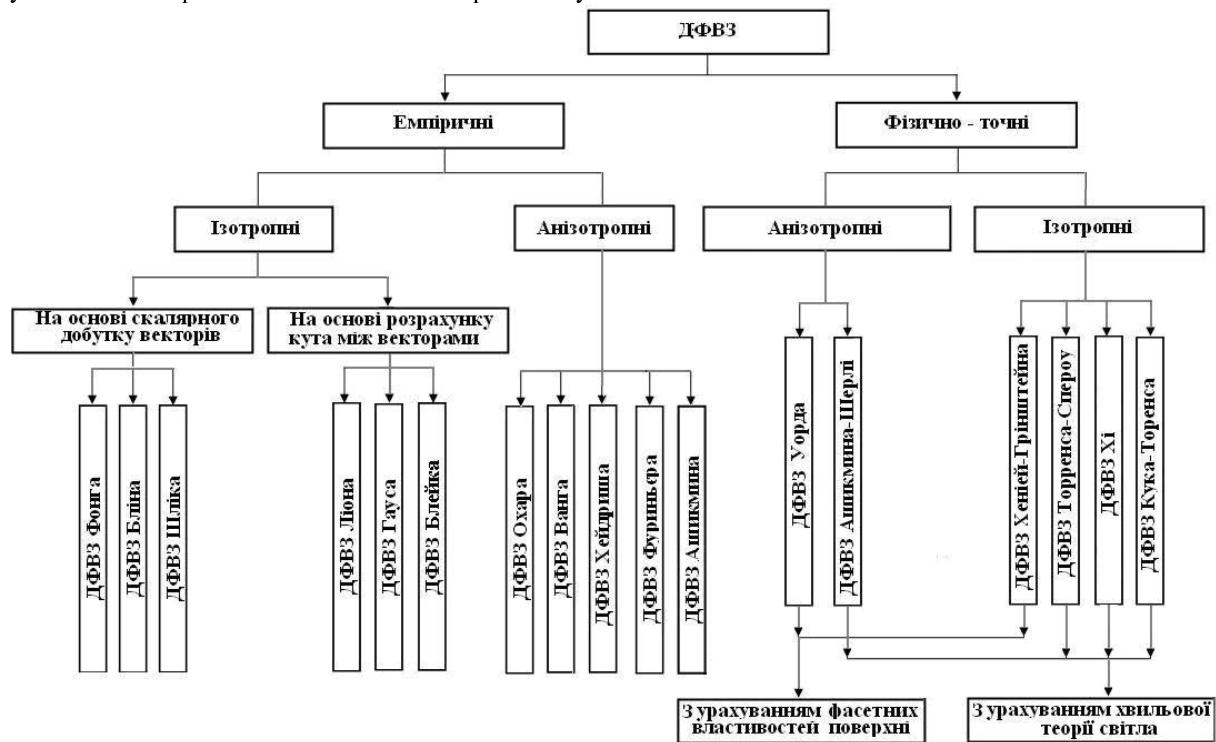 ДФВЗ
Емпіричні
Фізично - точні
Ізотропні
Анізотропні
Анізотропні
Ізотропні
На основі скалярного
добутку векторів
На основі розрахунку
кута між векторами
ДФВЗ Фонга
ДФВЗ Бліна
ДФВЗ Шліка
ДФВЗ Ліона
ДФВЗ Гауса
ДФВЗ Блейка
ДФВЗ Охара
ДФВЗ Ванга
ДФВЗ Хейдриша
ДФВЗ Фуриньєра
ДФВЗ Ашикмина
ДФВЗ Уорда
ДФВЗ Ашикмина-Шерлі
ДФВЗ Хеніей-Грінштейна
ДФВЗ Торренса-Спероу
ДФВЗ Хі
ДФВЗ Кука-Торенса
З урахуванням фасетних
властивостей поверхні
З урахуванням хвильової
теорії світла